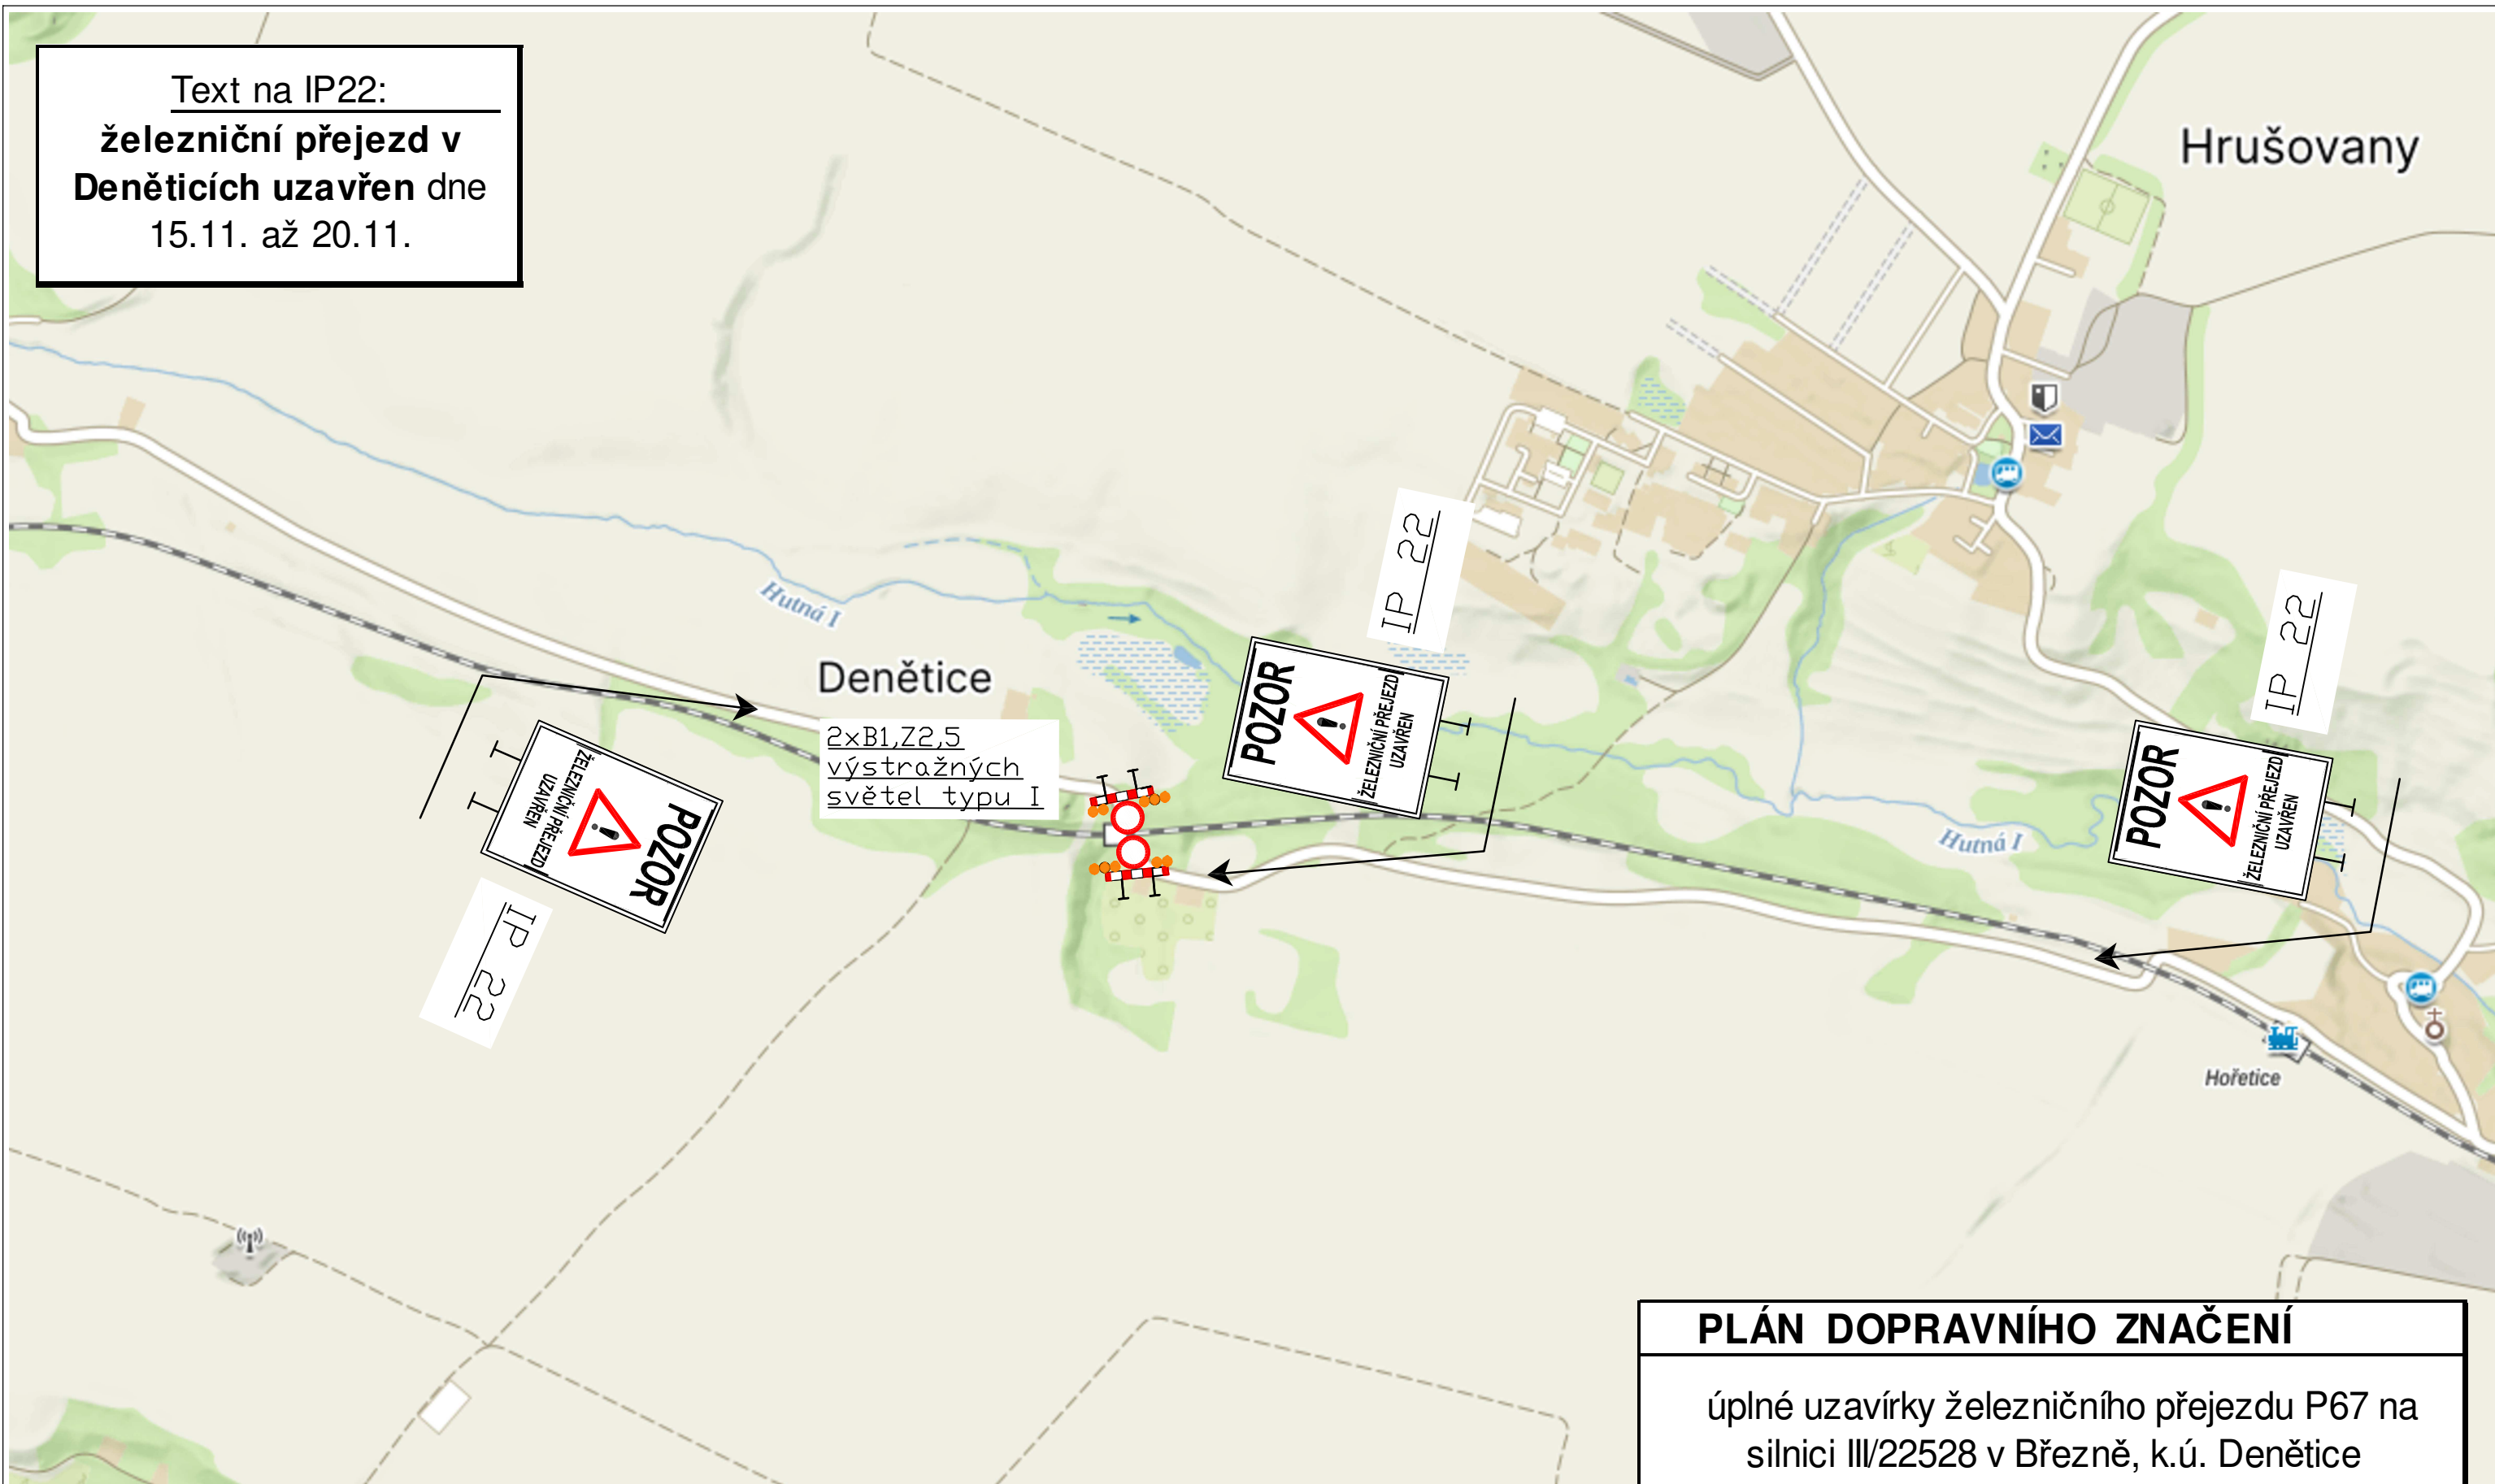 Text na IP22:
železniční přejezd v
Deněticích uzavřen dne
15.11. až 20.11.
Hrušovany
IP 22
IP 22
Hutná I
Denětice
POZOR
!
ŽELEZNIČNÍ PŘEJEZD
UZAVŘEN
2xB1,Z2,5
výstražných
světel typu I
POZOR
!
ŽELEZNIČNÍ PŘEJEZD
UZAVŘEN
POZOR
!
ŽELEZNIČNÍ PŘEJEZD
UZAVŘEN
Hutná I
IP 22
Hořetice
PLÁN DOPRAVNÍHO ZNAČENÍ
úplné uzavírky železničního přejezdu P67 na
silnici III/22528 v Březně, k.ú. Denětice